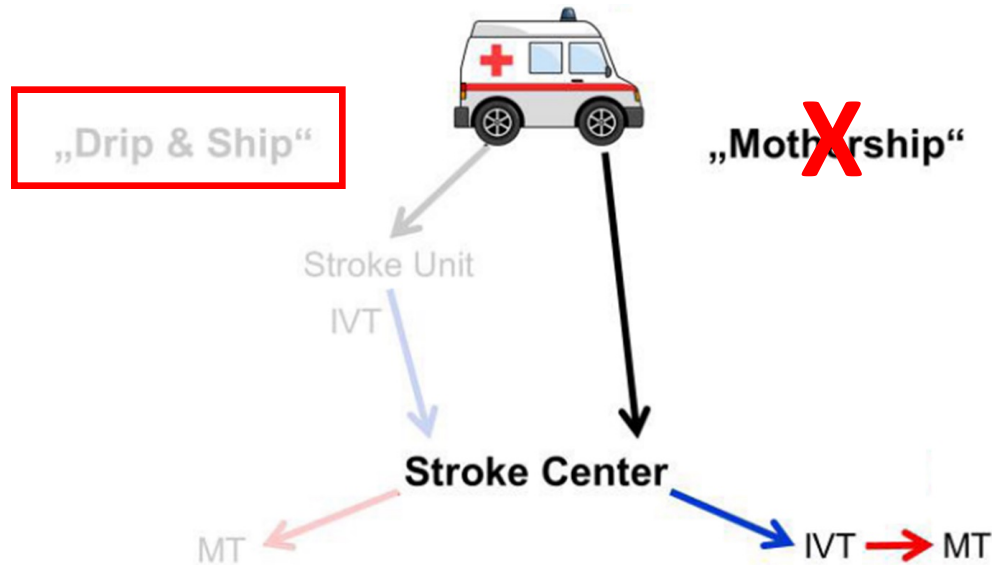 „Drip & Ship“
„Mothership“
X
Stroke Unit
IVT
Stroke Center
MT
IVT
MT